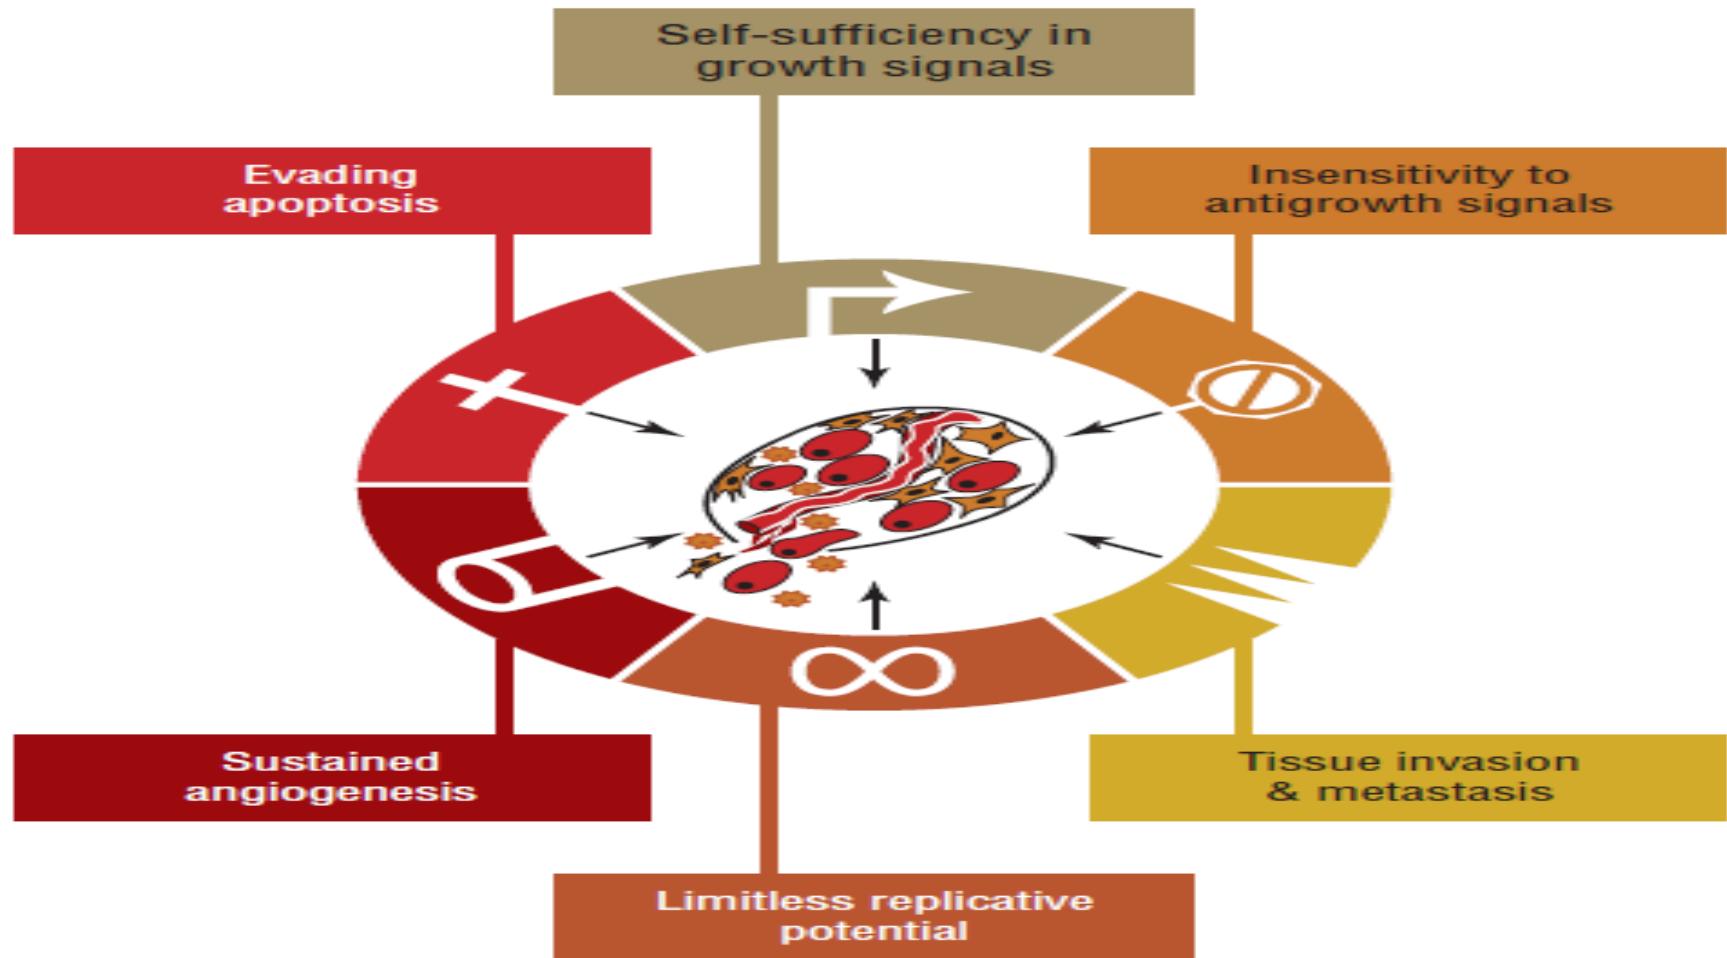 Self-sufficiency in
growth signals
Evading
apoptosis
Insensitivity to
antigrowth signals
Sustained
angiogenesis
Tissue invasion
& metastasis
Limitless replicative
potential